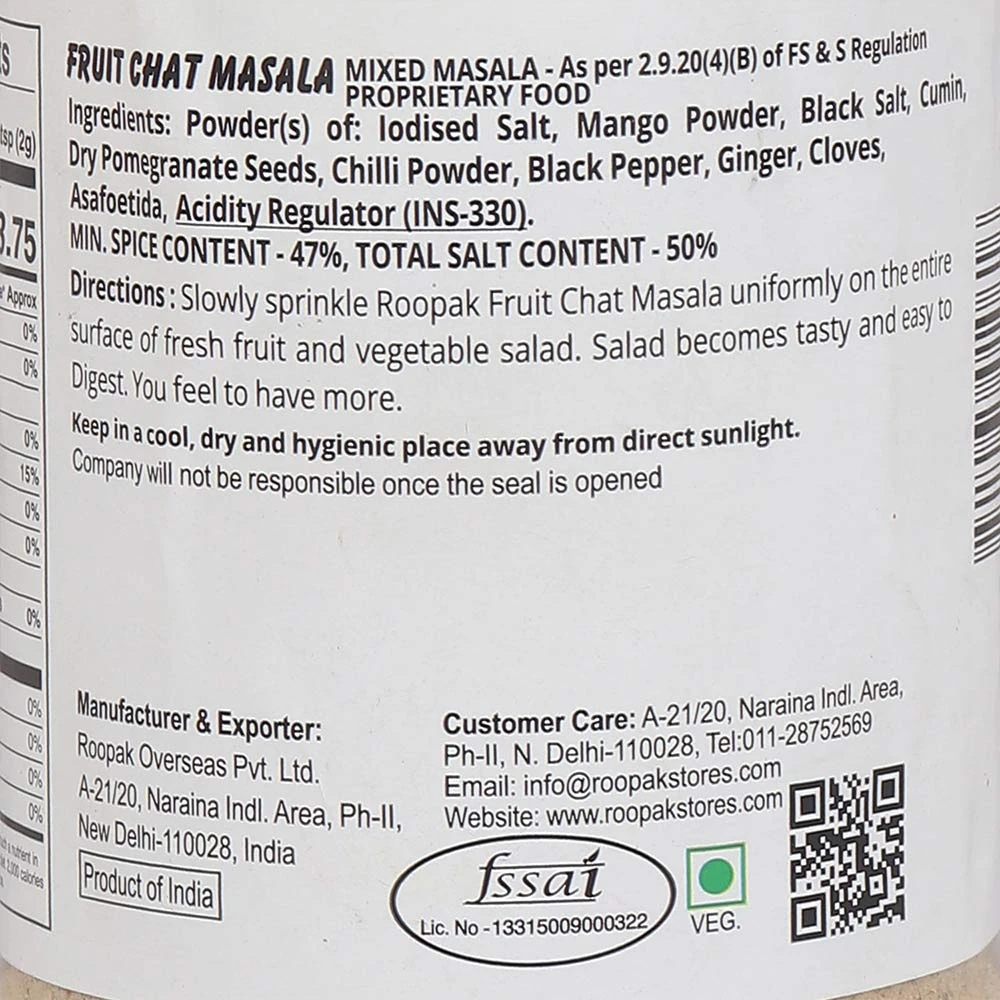 FRUIT CHAT MASALA MIXED MASALA - As per 2.9.20(4)(B) of FS & S Regulation
PROPRIETARY FOOD
Ingredients: Powder(s) of: Iodised Salt, Mango Powder, Black Salt, Cumin,
Dry Pomegranate Seeds, Chilli Powder, Black Pepper, Ginger, Cloves,
Asafoetida, Acidity Regulator (INS-330).
MIN. SPICE CONTENT - 47%, TOTAL SALT CONTENT - 50%
Directions : Slowly sprinkle Roopak Fruit Chat Masala uniformly on the entire
surface of fresh fruit and vegetable salad. Salad becomes tasty and easy to
Digest. You feel to have more.
Keep in a cool, dry and hygienic place away from direct sunlight.
Company will not be responsible once the seal is opened
Manufacturer & Exporter:
Roopak Overseas Pvt. Ltd.
A-21/20, Naraina Indl. Area, Ph-II,
New Delhi-110028, India
Product of India
Customer Care: A-21/20, Naraina Indl. Area,
Ph-II, N. Delhi-110028, Tel:011-28752569
Email: info@roopakstores.com
Website: www.roopakstores.com
fssai
Lic. No -13315009000322
VEG.
tsp (2g)
3.75
Approx
0%
0%
0%
15%
0%
0%
0%
0%
0%
0%
0%
nutrient in
calories